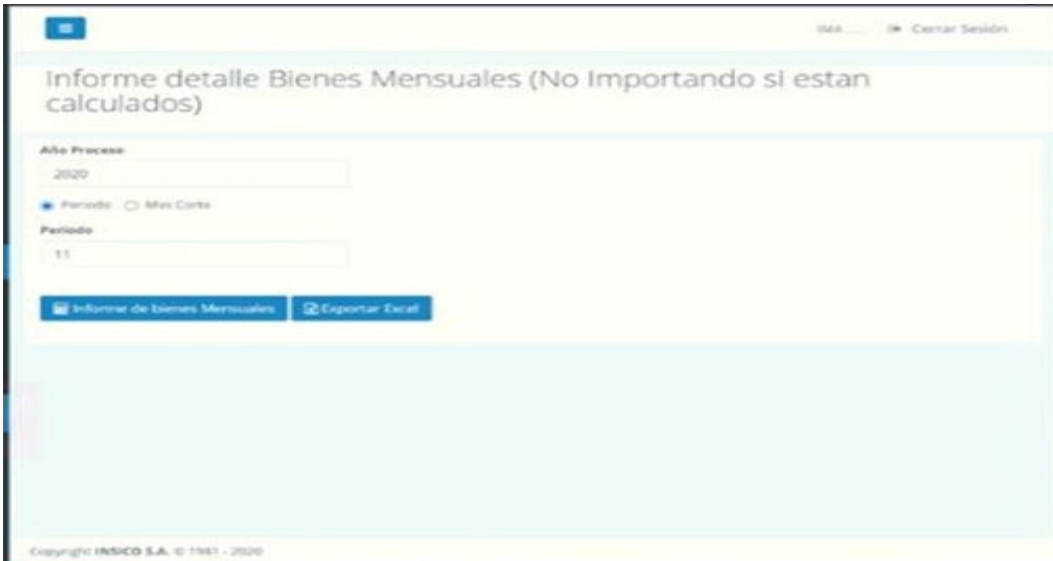 Cerrar Sesión
Informe detalle Bienes Mensuales (No Importando si estan
calculados)
Año Proceso
2020
Periodo Mes Corte
Periodo
11
Informe de bienes Mensuales Exportar Excel
Copyright INSICO S.A. © 1981 - 2020